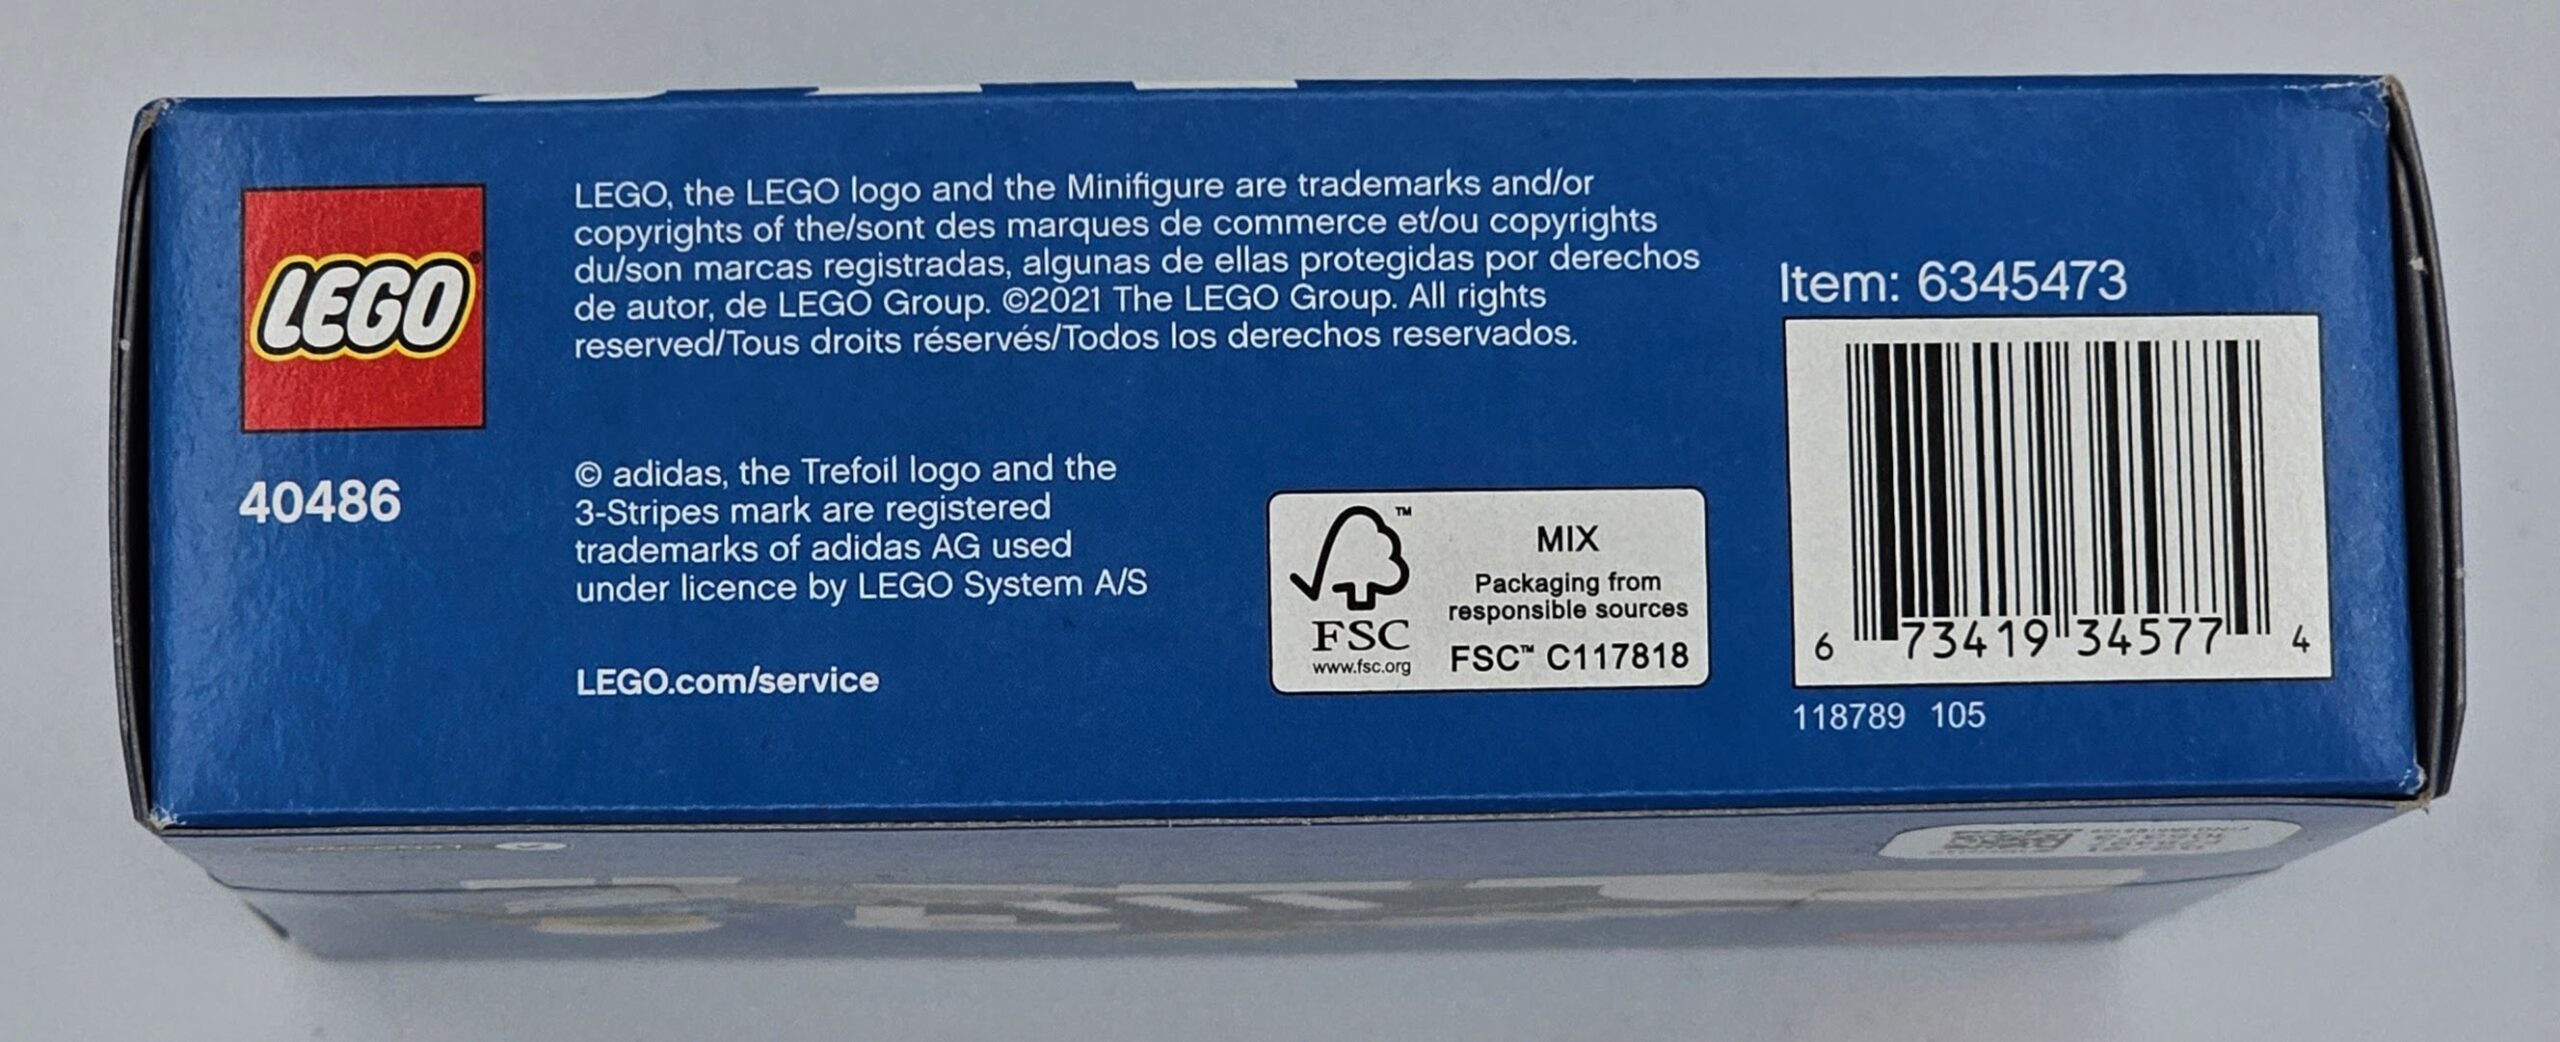 LEGO®
40486
LEGO, the LEGO logo and the Minifigure are trademarks and/or
copyrights of the/sont des marques de commerce et/ou copyrights
du/son marcas registradas, algunas de ellas protegidas por derechos
de autor, de LEGO Group. ©2021 The LEGO Group. All rights
reserved/Tous droits réservés/Todos los derechos reservados.
© adidas, the Trefoil logo and the
3-Stripes mark are registered
trademarks of adidas AG used
under licence by LEGO System A/S
LEGO.com/service
™
FSC
www.fsc.org
MIX
Packaging from
responsible sources
FSC™ C117818
Item: 6345473
6 73419 34577 4
118789 105